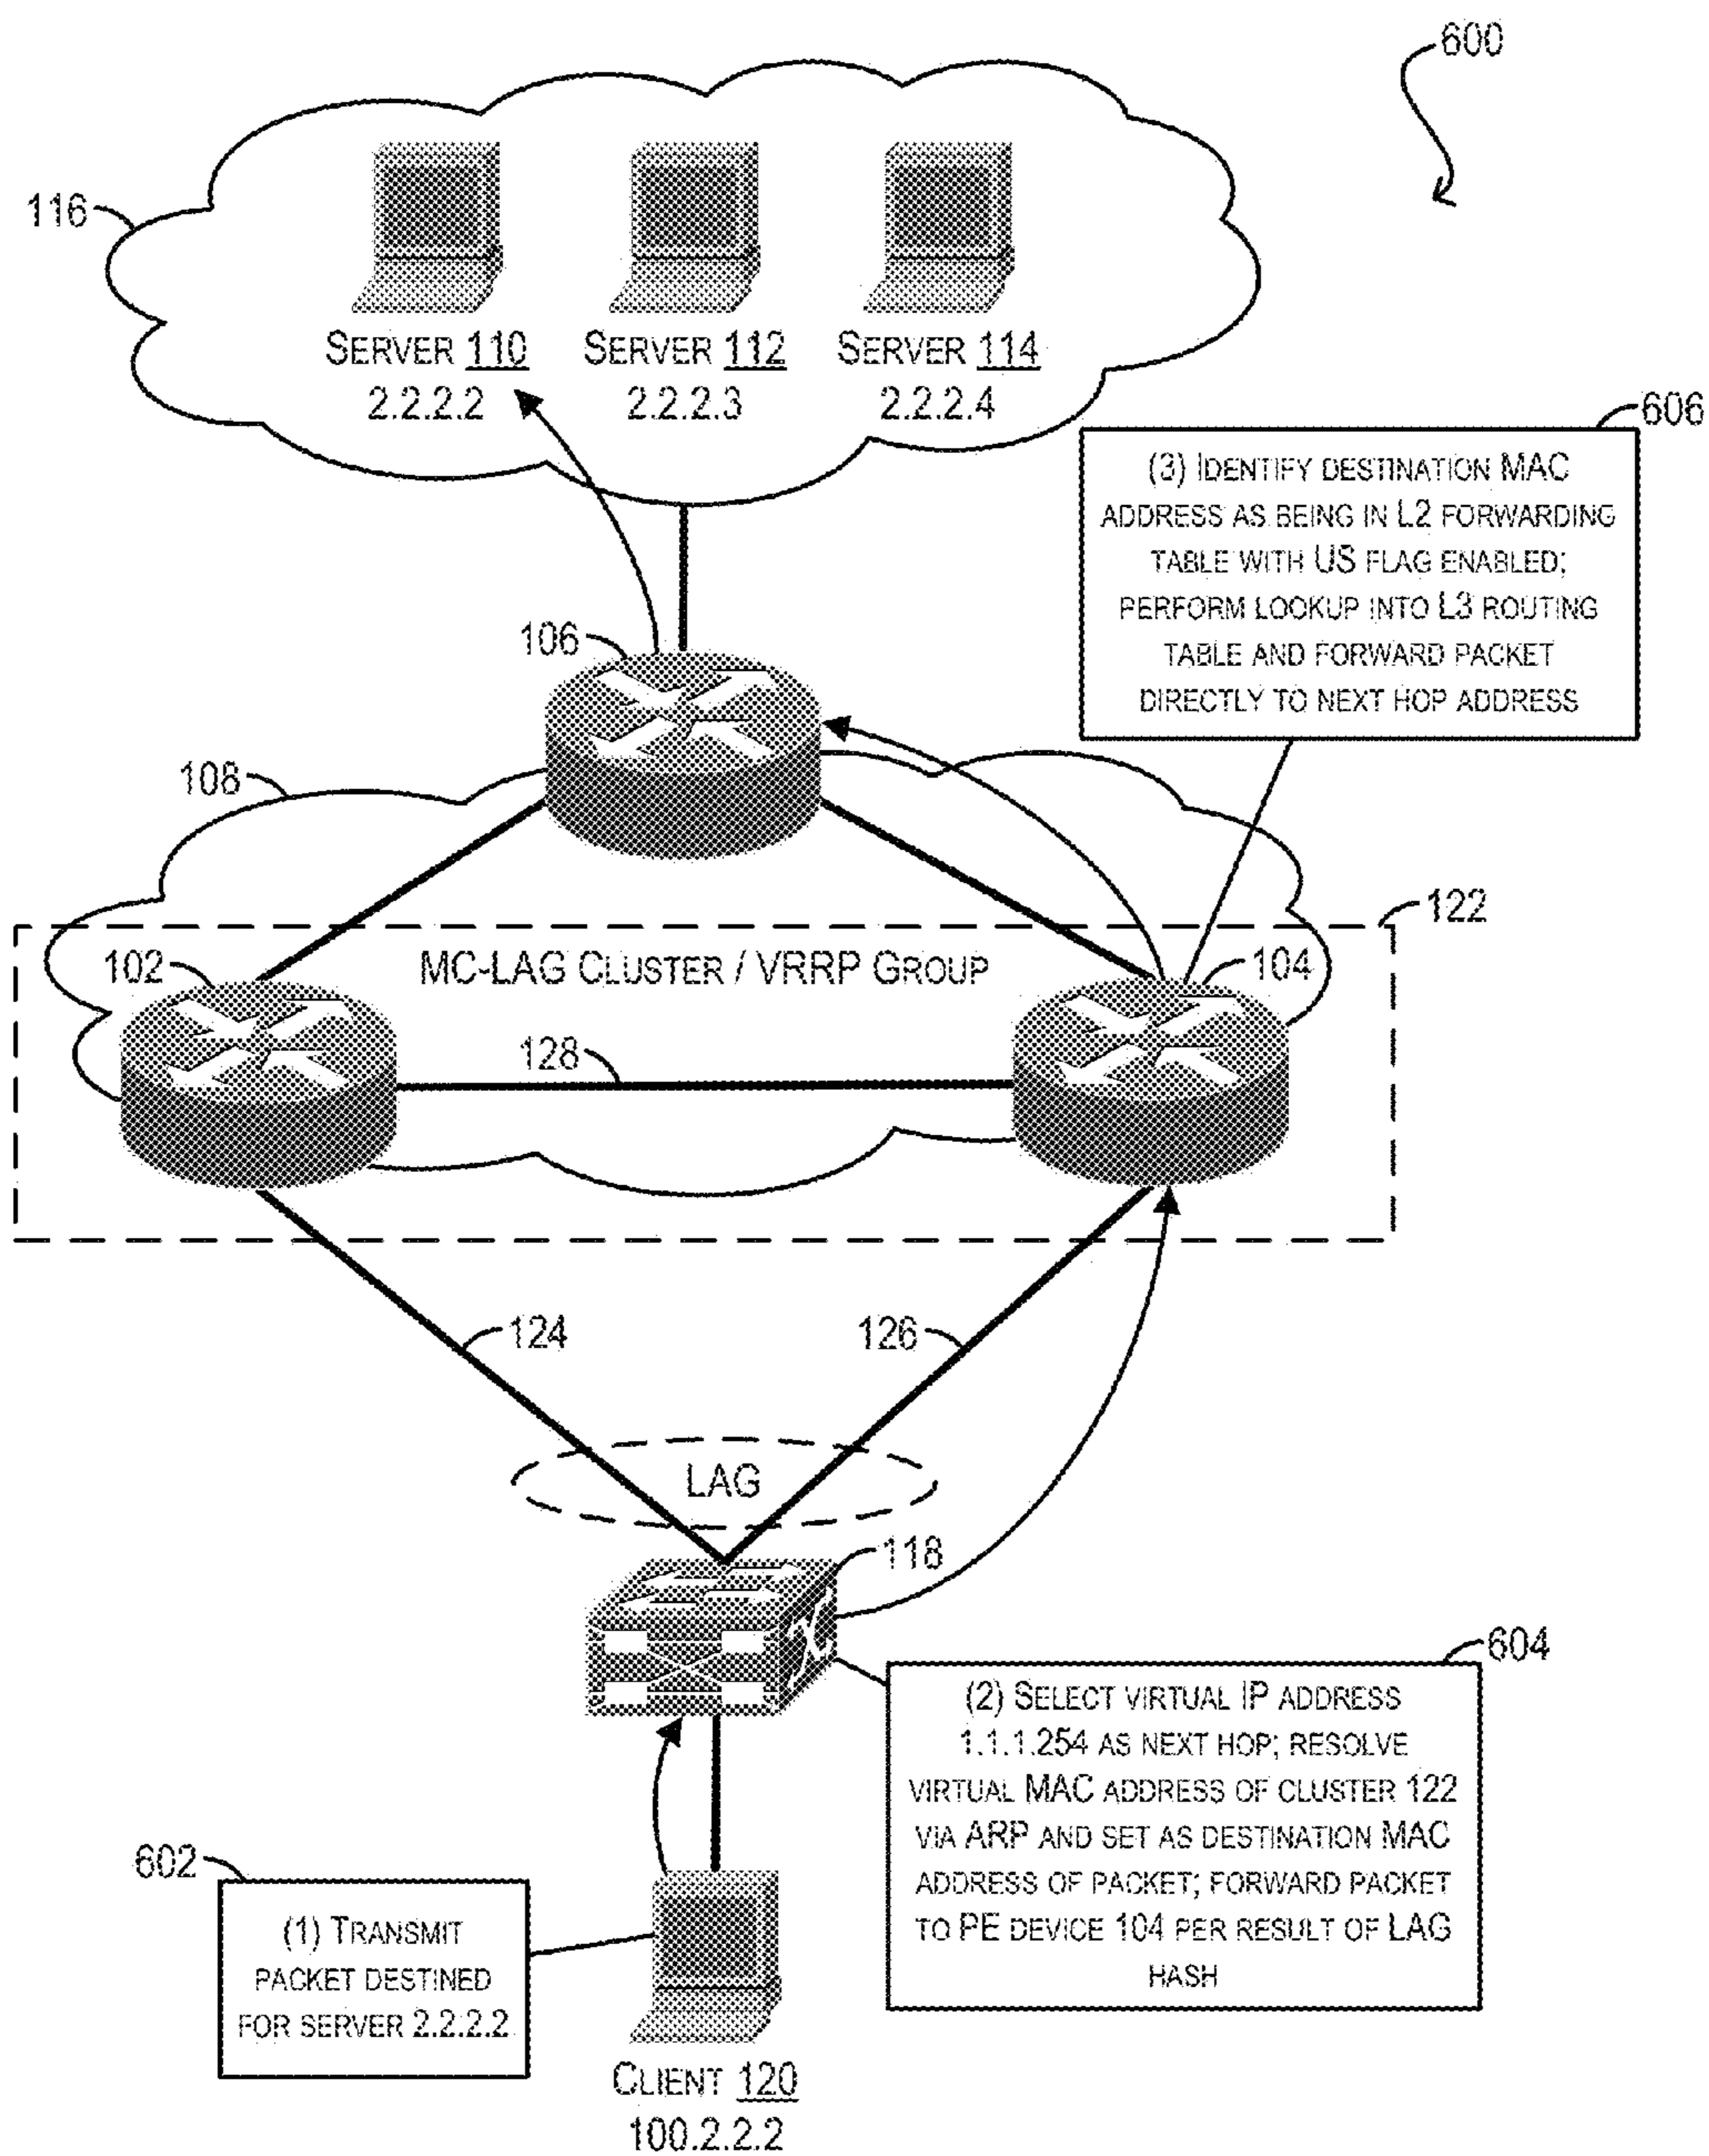 600
116
SERVER 110
2.2.2.2
SERVER 112
2.2.2.3
SERVER 114
2.2.2.4
606
(3) IDENTIFY DESTINATION MAC
ADDRESS AS BEING IN L2 FORWARDING
TABLE WITH US FLAG ENABLED;
PERFORM LOOKUP INTO L3 ROUTING
TABLE AND FORWARD PACKET
DIRECTLY TO NEXT HOP ADDRESS
106
108
122
102
MC-LAG CLUSTER / VRRP GROUP
104
128
124
126
LAG
118
604
(2) SELECT VIRTUAL IP ADDRESS
1.1.1.254 AS NEXT HOP; RESOLVE
VIRTUAL MAC ADDRESS OF CLUSTER 122
VIA ARP AND SET AS DESTINATION MAC
ADDRESS OF PACKET; FORWARD PACKET
TO PE DEVICE 104 PER RESULT OF LAG
HASH
602
(1) TRANSMIT
PACKET DESTINED
FOR SERVER 2.2.2.2
CLIENT 120
100.2.2.2